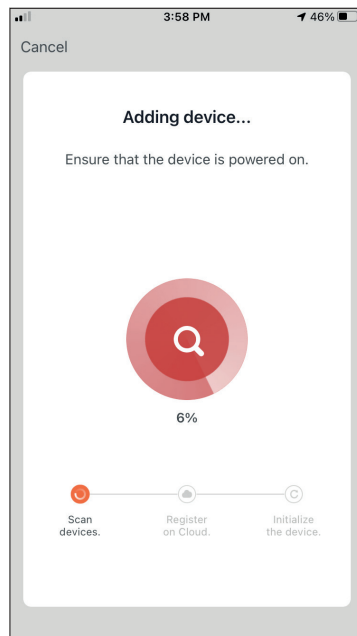 3:58 PM
46%
Cancel
Adding device...
Ensure that the device is powered on.
6%
Scan
devices.
Register
on Cloud.
Initialize
the device.